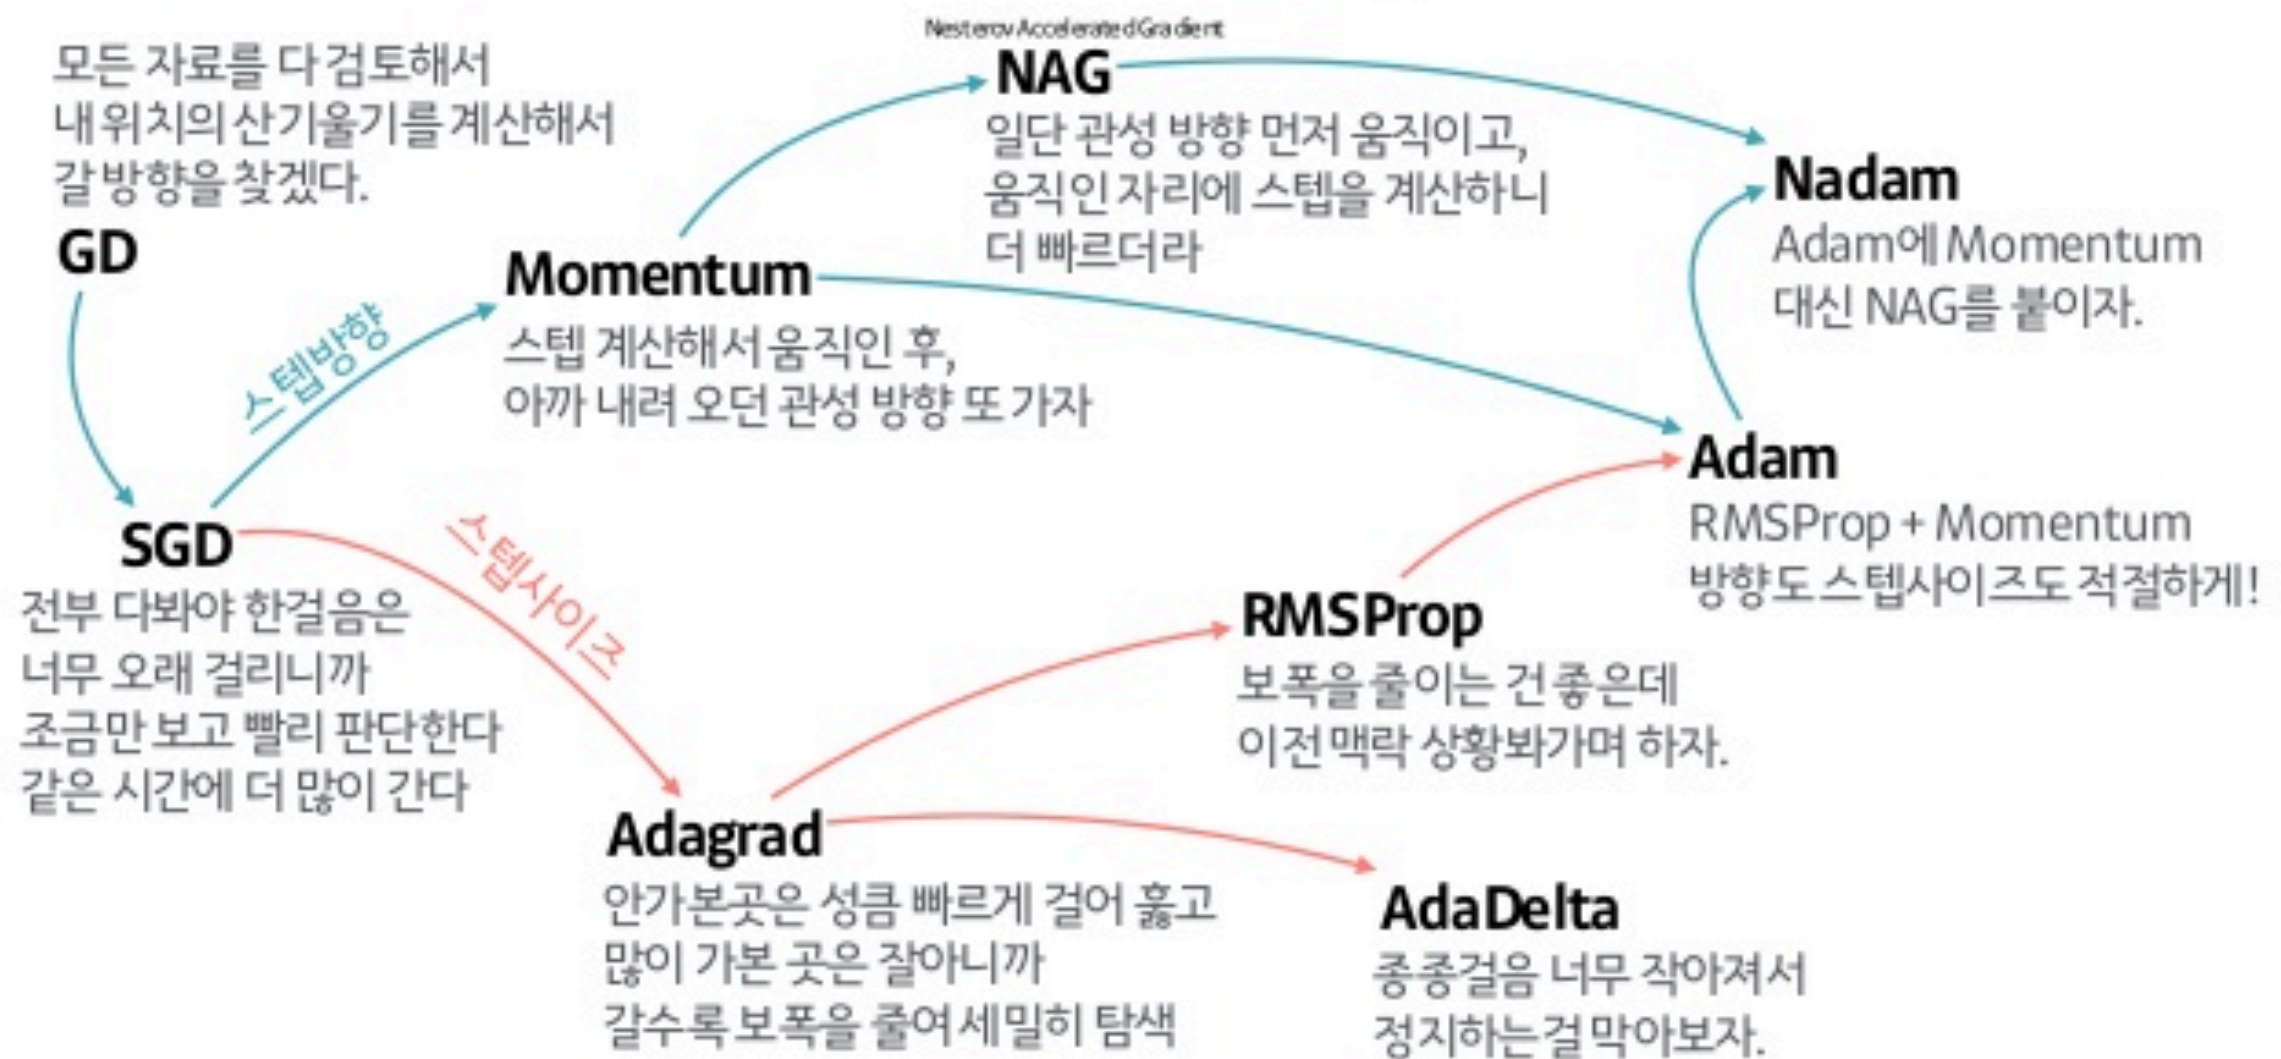 모든 자료를 다 검토해서
내 위치의 산기울기를 계산해서
갈 방향을 찾겠다.
GD
스텝방향
SGD
전부 다봐야 한걸음은
너무 오래 걸리니까
조금만 보고 빨리 판단한다
같은 시간에 더 많이 간다
스텝사이즈
Momentum
스텝 계산해서 움직인 후,
아까 내려 오던 관성 방향 또 가자
Nesterov Accelerated Gradient
NAG
일단 관성 방향 먼저 움직이고,
움직인 자리에 스텝을 계산하니
더 빠르더라
Nadam
Adam에 Momentum
대신 NAG를 붙이자.
Adam
RMSProp + Momentum
방향도 스텝사이즈도 적절하게!
RMSProp
보폭을 줄이는 건 좋은데
이전 맥락 상황봐가며 하자.
Adagrad
안가본곳은 성큼 빠르게 걸어 훑고
많이 가본 곳은 잘아니까
갈수록 보폭을 줄여 세밀히 탐색
AdaDelta
종종걸음 너무 작아져서
정지하는걸 막아보자.